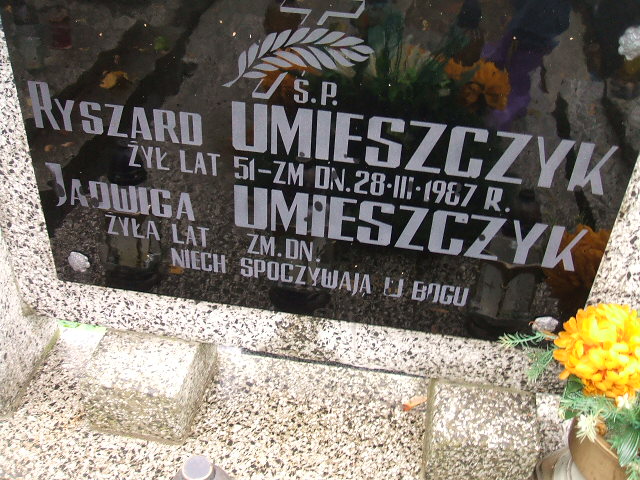 Ś.P.
RYSZARD UMIESZCZYK
ŻYŁ LAT 51-ZM DN. 28·III·1987 R.
JADWIGA UMIESZCZYK
ŻYŁA LAT ZM. DN.
NIECH SPOCZYWAJĄ W BOGU